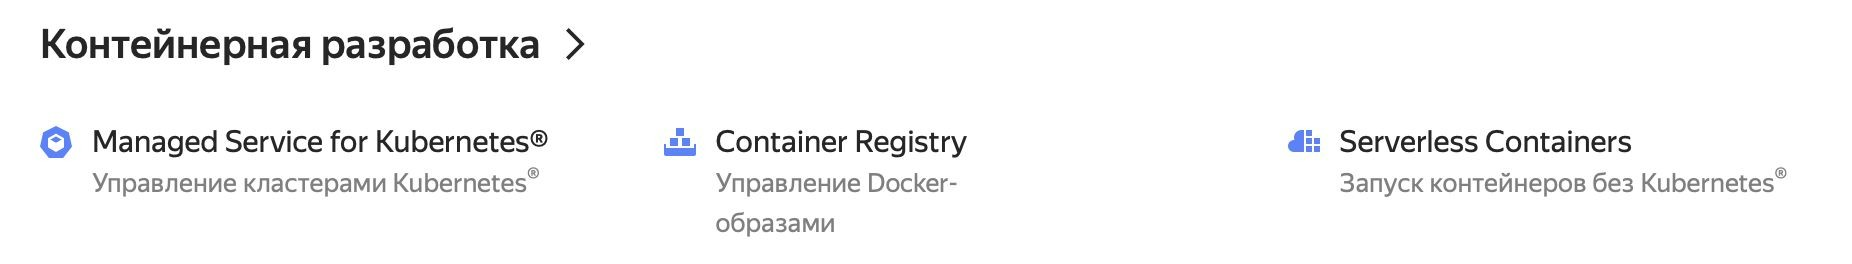 Контейнерная разработка
Managed Service for Kubernetes®
Управление кластерами Kubernetes®
Container Registry
Управление Docker-
образами
Serverless Containers
Запуск контейнеров без Kubernetes®